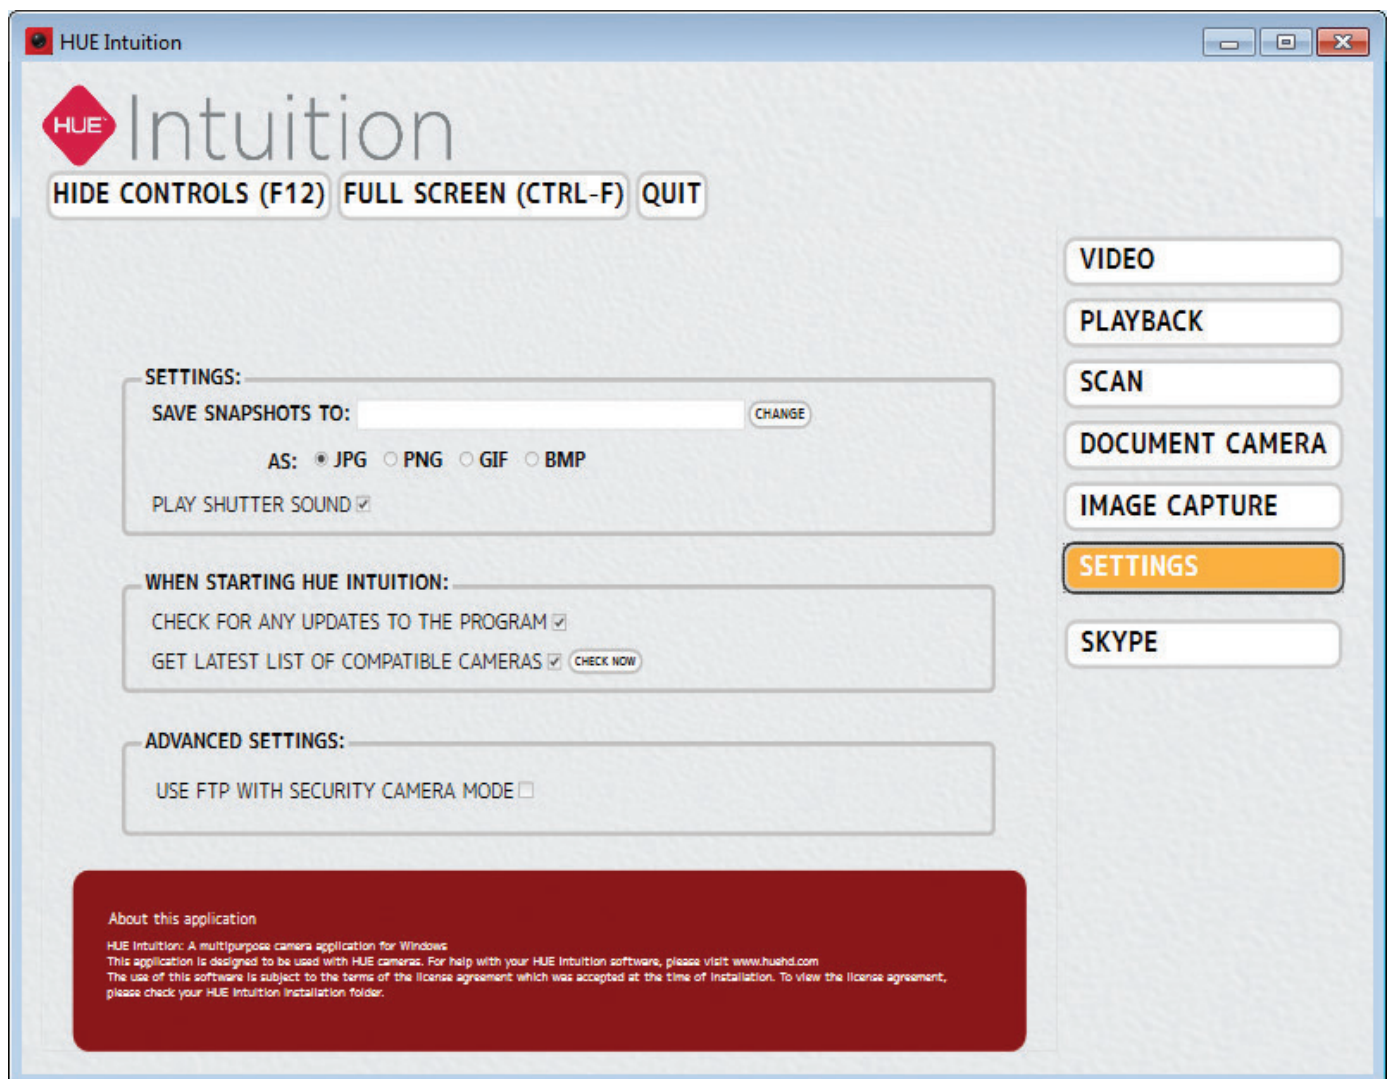 HUE Intuition
HUE Intuition
HIDE CONTROLS (F12) FULL SCREEN (CTRL-F) QUIT
VIDEO
PLAYBACK
SCAN
DOCUMENT CAMERA
IMAGE CAPTURE
SETTINGS
SKYPE
SETTINGS:
SAVE SNAPSHOTS TO: CHANGE
AS: JPG PNG GIF BMP
PLAY SHUTTER SOUND
WHEN STARTING HUE INTUITION:
CHECK FOR ANY UPDATES TO THE PROGRAM
GET LATEST LIST OF COMPATIBLE CAMERAS CHECK NOW
ADVANCED SETTINGS:
USE FTP WITH SECURITY CAMERA MODE
About this application
HUE Intuition: A multipurpose camera application for Windows
This application is designed to be used with HUE cameras. For help with your HUE Intuition software, please visit www.huehd.com
The use of this software is subject to the terms of the license agreement which was accepted at the time of installation. To view the license agreement,
please check your HUE Intuition installation folder.